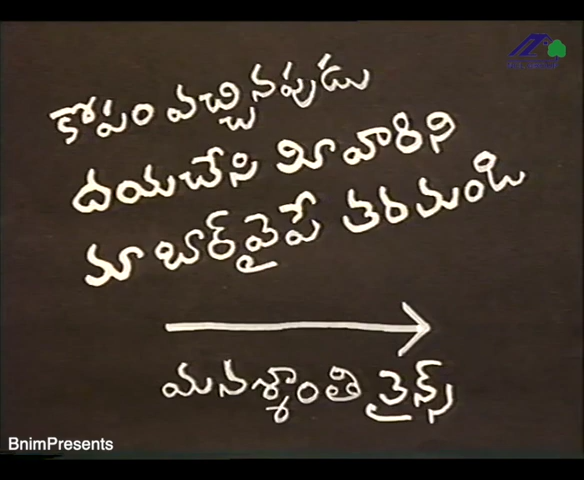 కోపం వచ్చినపుడు
దయచేసి మీవారిని
మా బార్‌వైపే తరమండి
మనశ్శాంతి వైన్స్
BnimPresents